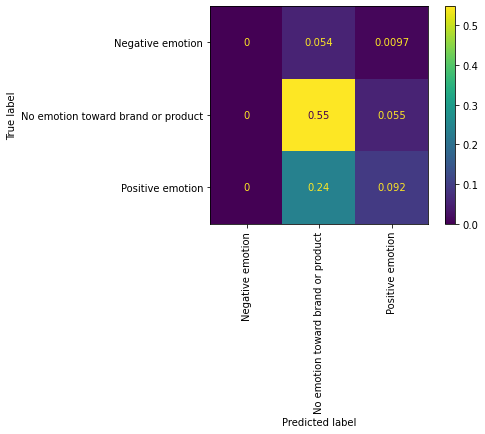 Negative emotion 0 0.054 0.0097
No emotion toward brand or product 0 0.55 0.055
Positive emotion 0 0.24 0.092
True label
Negative emotion
No emotion toward brand or product
Positive emotion
Predicted label
0.5
0.4
0.3
0.2
0.1
0.0